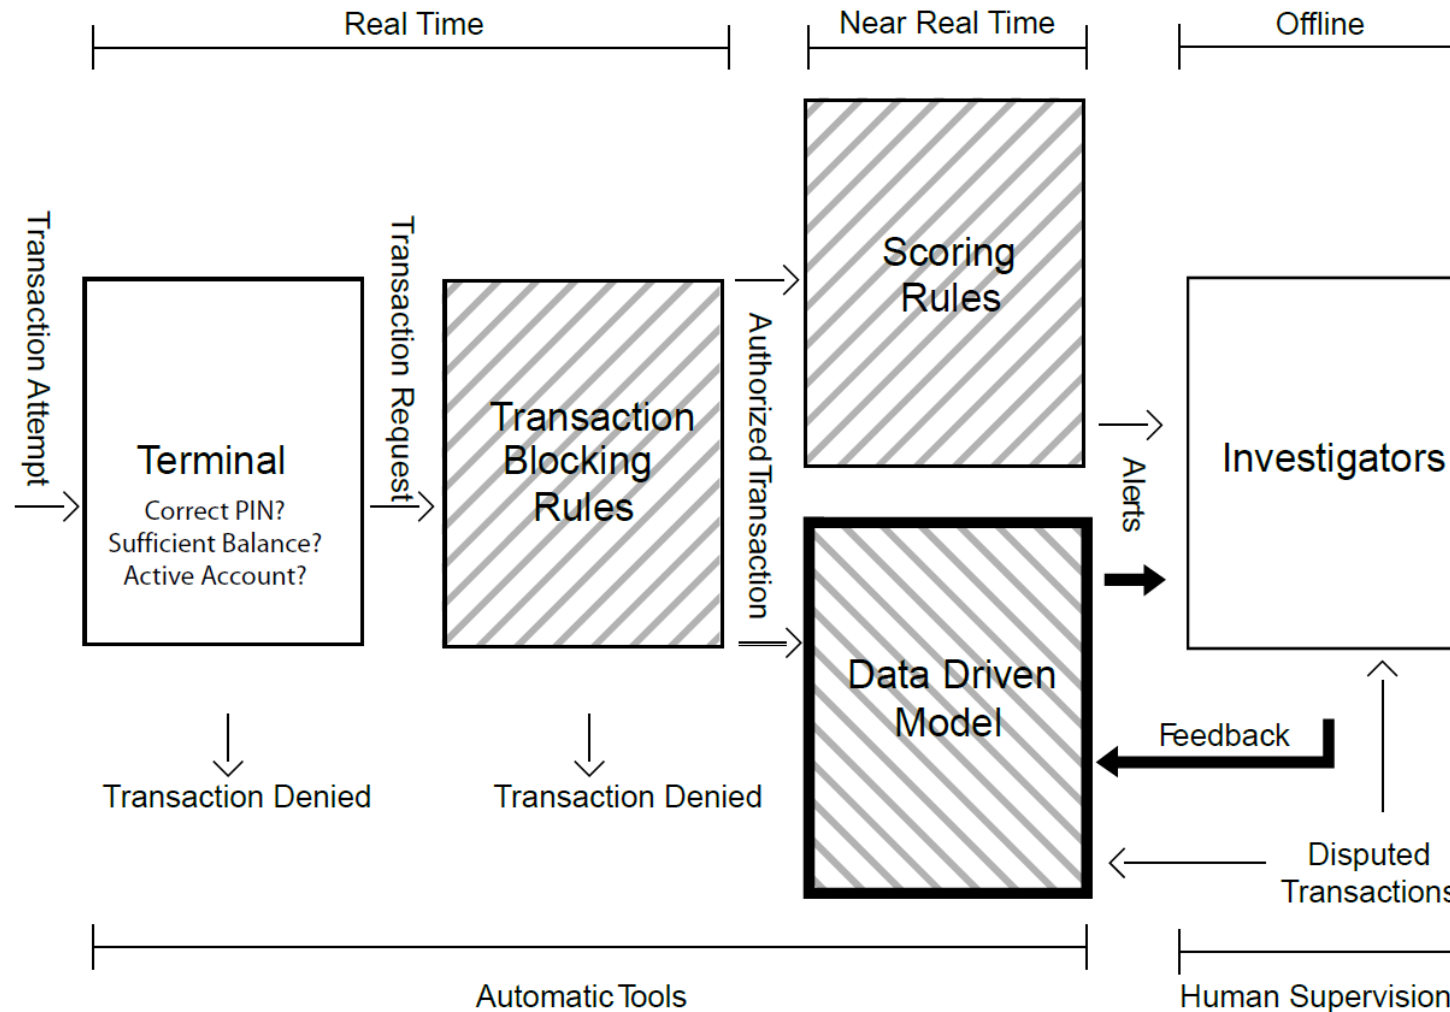 Real Time
Near Real Time
Offline
Transaction Attempt
Terminal
Correct PIN?
Sufficient Balance?
Active Account?
Transaction Denied
Transaction Request
Transaction
Blocking
Rules
Transaction Denied
Authorized Transaction
Scoring
Rules
Data Driven
Model
Alerts
Investigators
Feedback
Disputed
Transactions
Automatic Tools
Human Supervision